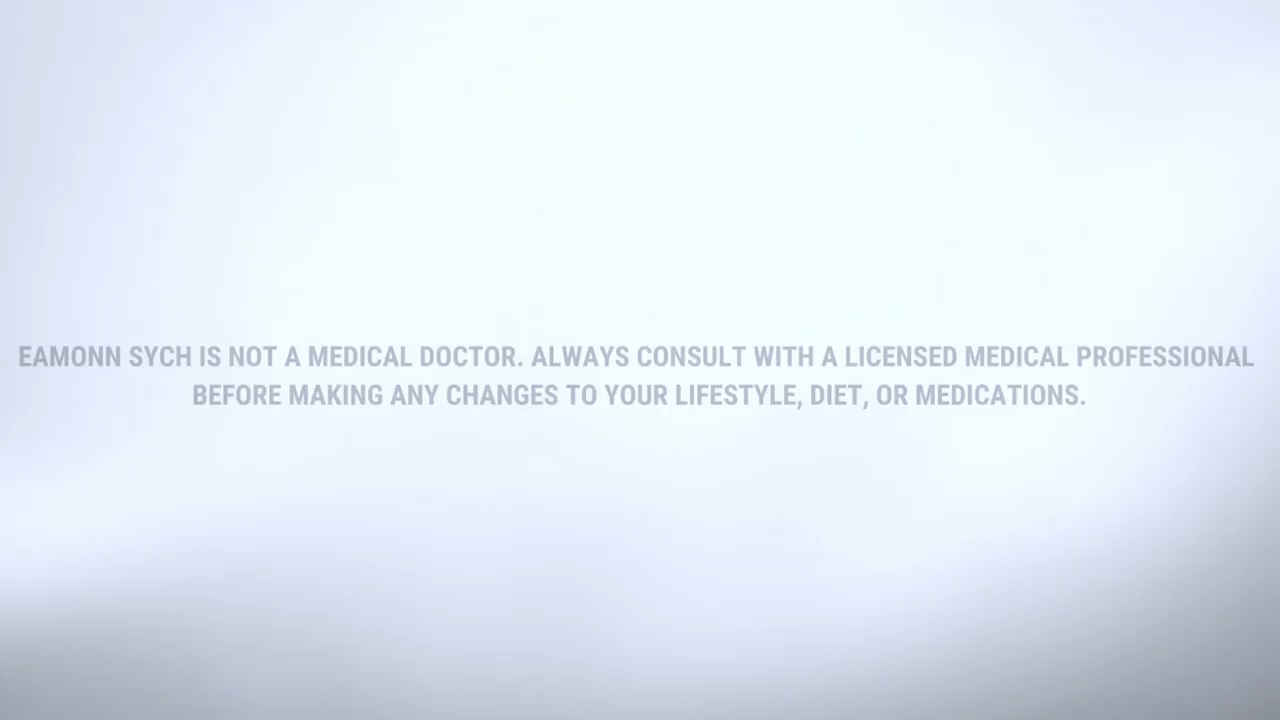 EAMONN SYCH IS NOT A MEDICAL DOCTOR. ALWAYS CONSULT WITH A LICENSED MEDICAL PROFESSIONAL
BEFORE MAKING ANY CHANGES TO YOUR LIFESTYLE, DIET, OR MEDICATIONS.